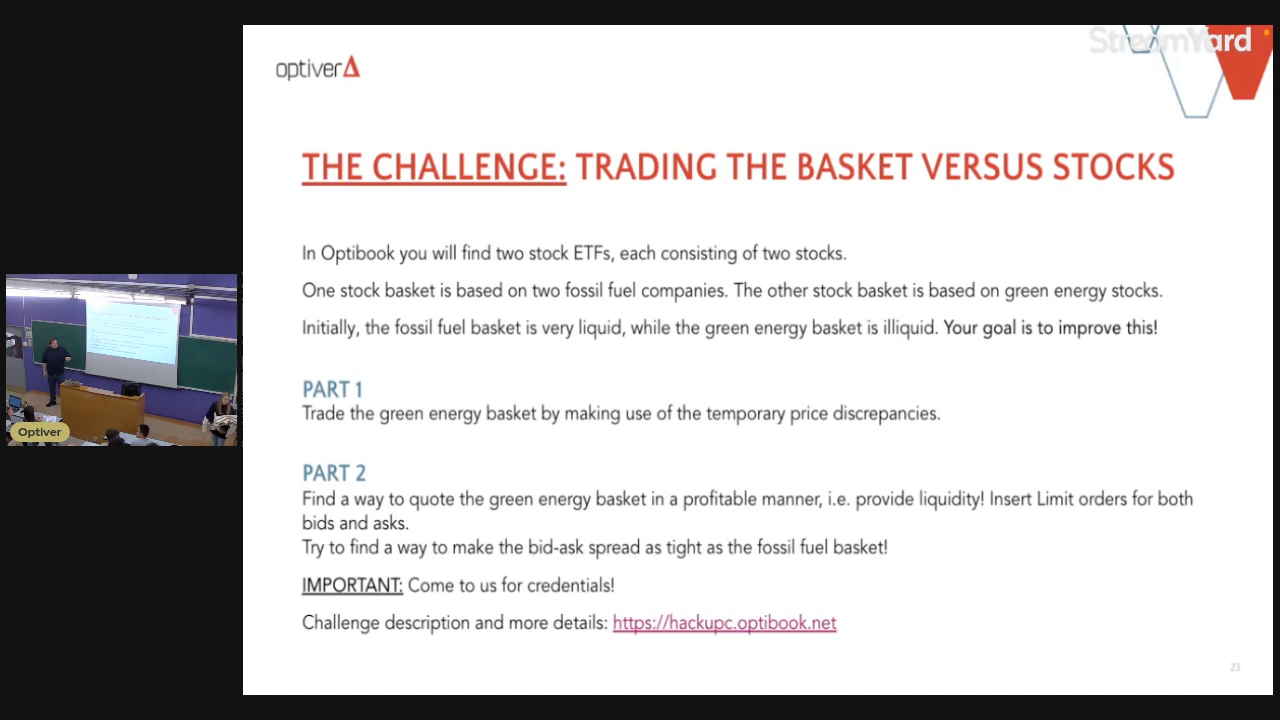 StreamYard
optiver
THE CHALLENGE: TRADING THE BASKET VERSUS STOCKS
In Optibook you will find two stock ETFs, each consisting of two stocks.
One stock basket is based on two fossil fuel companies. The other stock basket is based on green energy stocks.
Initially, the fossil fuel basket is very liquid, while the green energy basket is illiquid. Your goal is to improve this!
PART 1
Trade the green energy basket by making use of the temporary price discrepancies.
PART 2
Find a way to quote the green energy basket in a profitable manner, i.e. provide liquidity! Insert Limit orders for both
bids and asks.
Try to find a way to make the bid-ask spread as tight as the fossil fuel basket!
IMPORTANT: Come to us for credentials!
Challenge description and more details: https://hackupc.optibook.net
23
Optiver